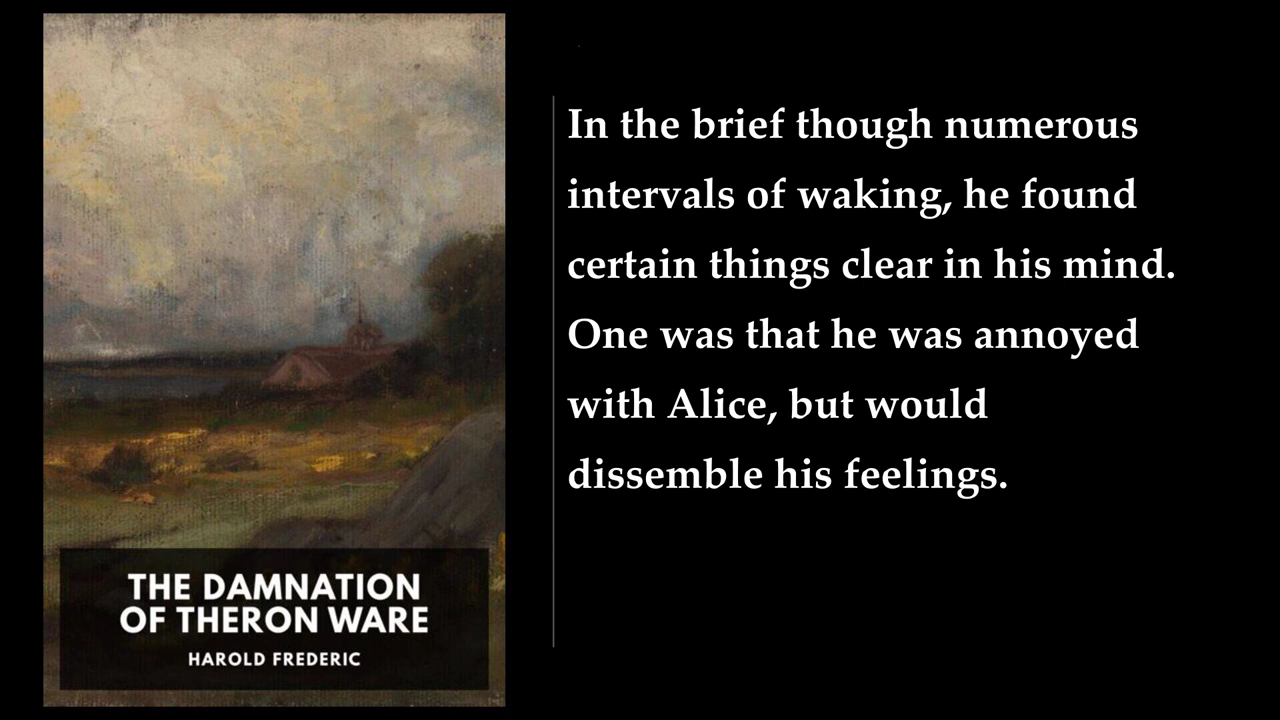 THE DAMNATION
OF THERON WARE
HAROLD FREDERIC
In the brief though numerous
intervals of waking, he found
certain things clear in his mind.
One was that he was annoyed
with Alice, but would
dissemble his feelings.